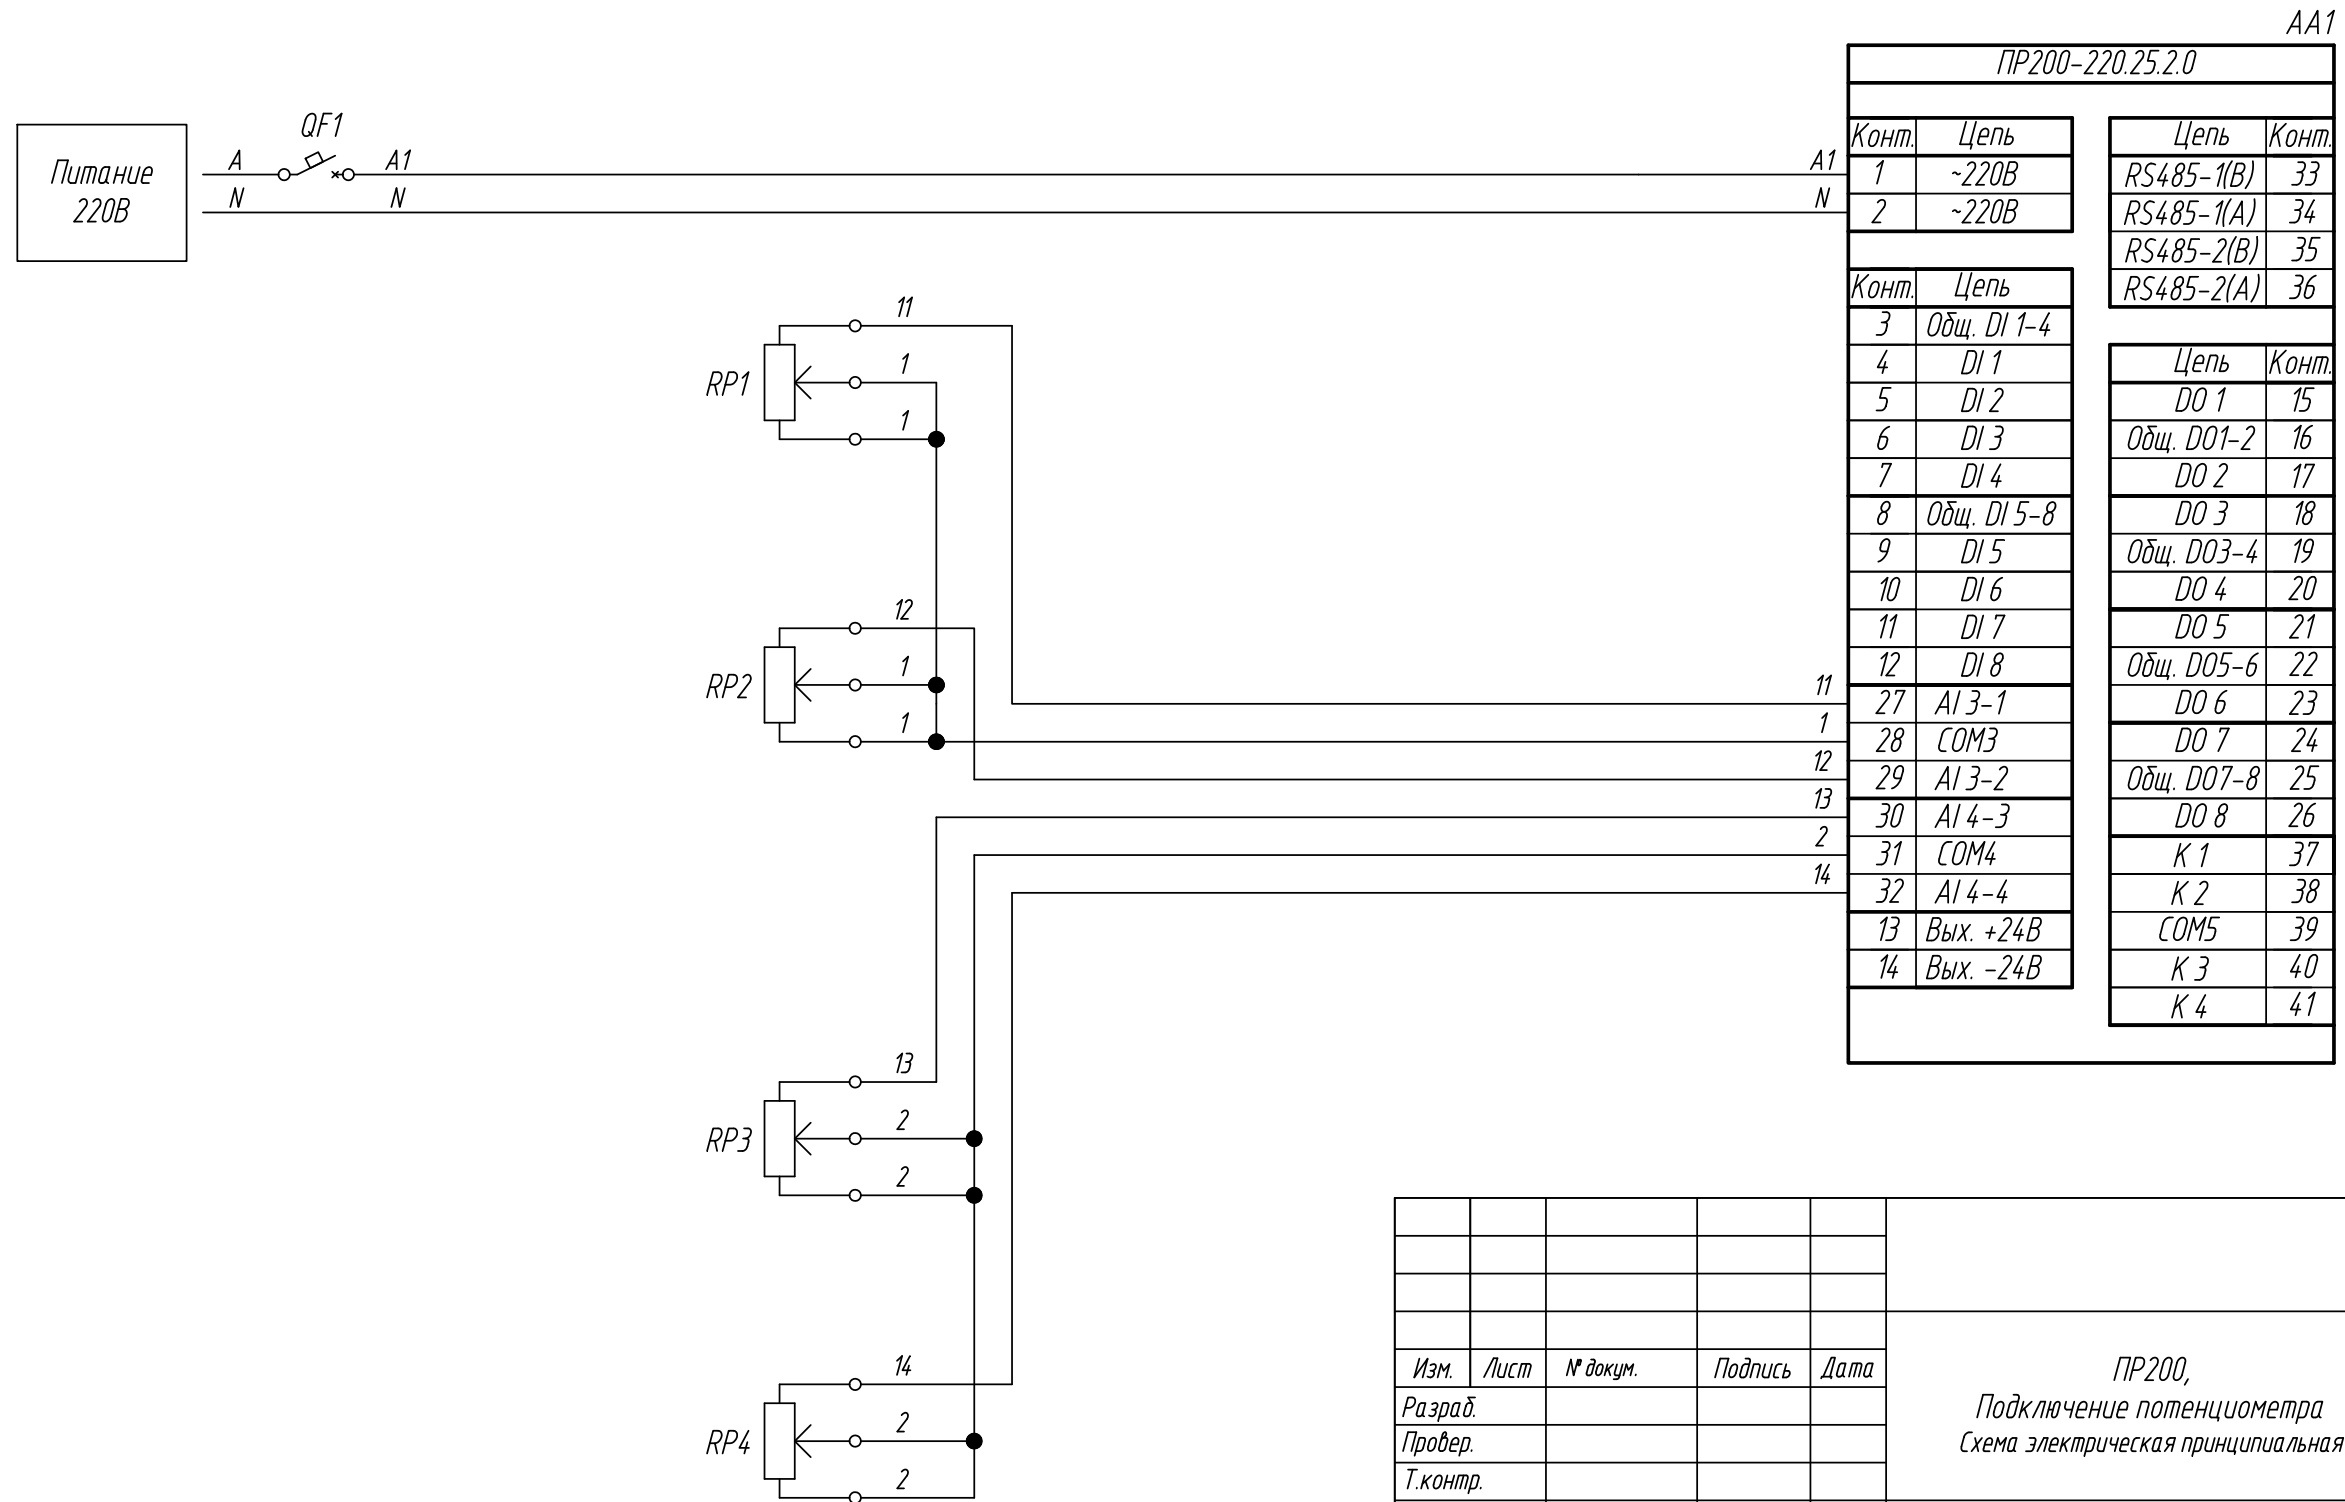 АА1
ПР200-220.25.2.0
Питание
220В
А
QF1
А1
А1
N
N
N
Конт. Цепь
1 ~220В
2 ~220В
Цепь Конт.
RS485-1(B) 33
RS485-1(A) 34
RS485-2(B) 35
RS485-2(A) 36
Конт. Цепь
3 Общ. DI 1-4
4 DI 1
5 DI 2
6 DI 3
7 DI 4
8 Общ. DI 5-8
9 DI 5
10 DI 6
11 DI 7
12 DI 8
27 AI 3-1
28 COM3
29 AI 3-2
30 AI 4-3
31 COM4
32 AI 4-4
13 Вых. +24В
14 Вых. -24В
Цепь Конт.
DO 1 15
Общ. DO1-2 16
DO 2 17
DO 3 18
Общ. DO3-4 19
DO 4 20
DO 5 21
Общ. DO5-6 22
DO 6 23
DO 7 24
Общ. DO7-8 25
DO 8 26
K 1 37
K 2 38
COM5 39
K 3 40
K 4 41
11
1
12
13
2
14
RP1
11
1
1
RP2
12
1
1
RP3
13
2
2
RP4
14
2
2
Изм. Лист № докум. Подпись Дата
Разраб.
Провер.
Т.контр.
ПР200,
Подключение потенциометра
Схема электрическая принципиальная